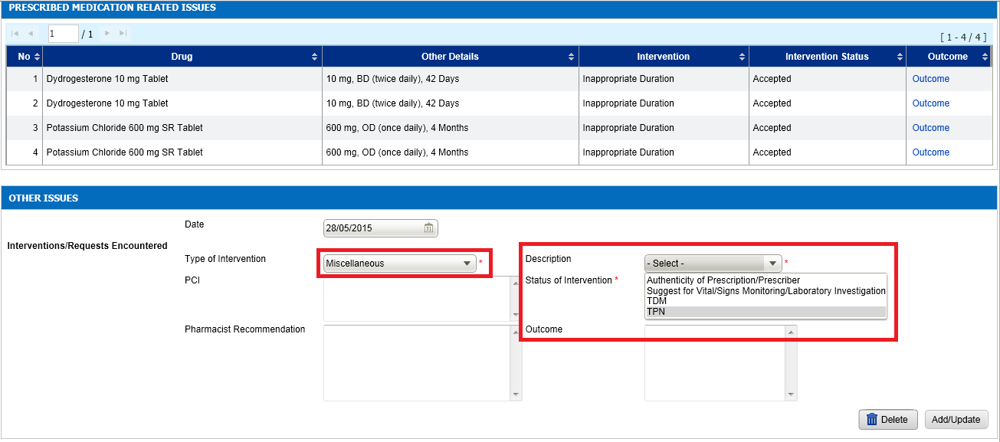 PRESCRIBED MEDICATION RELATED ISSUES
1 / 1
[ 1 - 4 / 4 ]
No Drug Other Details Intervention Intervention Status Outcome
1 Dydrogesterone 10 mg Tablet 10 mg, BD (twice daily), 42 Days Inappropriate Duration Accepted Outcome
2 Dydrogesterone 10 mg Tablet 10 mg, BD (twice daily), 42 Days Inappropriate Duration Accepted Outcome
3 Potassium Chloride 600 mg SR Tablet 600 mg, OD (once daily), 4 Months Inappropriate Duration Accepted Outcome
4 Potassium Chloride 600 mg SR Tablet 600 mg, OD (once daily), 4 Months Inappropriate Duration Accepted Outcome
OTHER ISSUES
Date 28/05/2015 31
Interventions/Requests Encountered
Type of Intervention Miscellaneous * Description - Select - *
PCI Status of Intervention * Authenticity of Prescription/Prescriber
Suggest for Vital/Signs Monitoring/Laboratory Investigation
TDM
TPN
Pharmacist Recommendation Outcome
Delete Add/Update